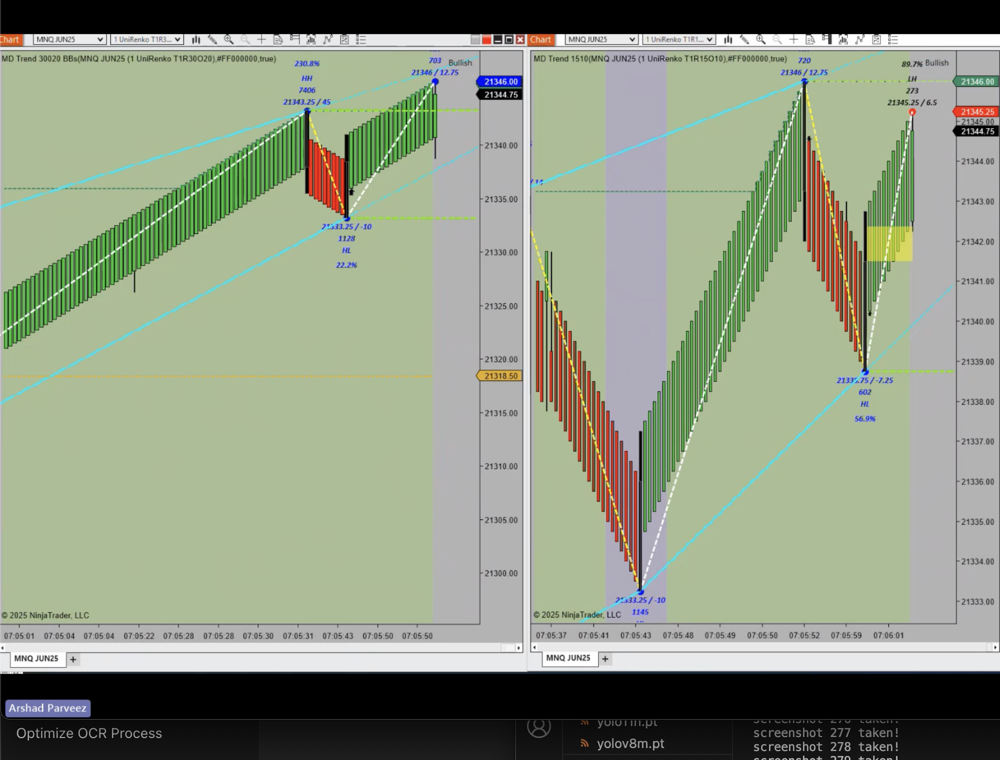 Chart
MNQ JUN25
1 UniRenko T1R3...
MD Trend 30020 BBs(MNQ JUN25 (1 UniRenko T1R30O20),#FF000000,true)
Bullish
703
21346 / 12.75
230.8%
HH
7406
21343.25 / 45
21333.25 / -10
1128
HL
22.2%
21346.00
21344.75
21340.00
21335.00
21330.00
21325.00
21320.00
21318.50
21315.00
21310.00
21305.00
21300.00
© 2025 NinjaTrader, LLC
07:05:01 07:05:04 07:05:04 07:05:22 07:05:28 07:05:28 07:05:30 07:05:31 07:05:43 07:05:50 07:05:50
MNQ JUN25 +
Chart
MNQ JUN25
1 UniRenko T1R1...
MD Trend 1510(MNQ JUN25 (1 UniRenko T1R15O10),#FF000000,true)
720
21346 / 12.75
89.7% Bullish
LH
273
21345.25 / 6.5
602
HL
56.9%
21333.25 / -10
1145
21346.00
21345.25
21345.00
21344.75
21344.00
21343.00
21342.00
21341.00
21340.00
21339.00
21338.00
21337.00
21336.00
21335.00
21334.00
21333.00
© 2025 NinjaTrader, LLC
07:05:37 07:05:41 07:05:43 07:05:48 07:05:49 07:05:50 07:05:52 07:05:59 07:06:01
MNQ JUN25 +
Arshad Parveez
Optimize OCR Process
yolo11n.pt
yolov8m.pt
screenshot 277 taken!
screenshot 278 taken!